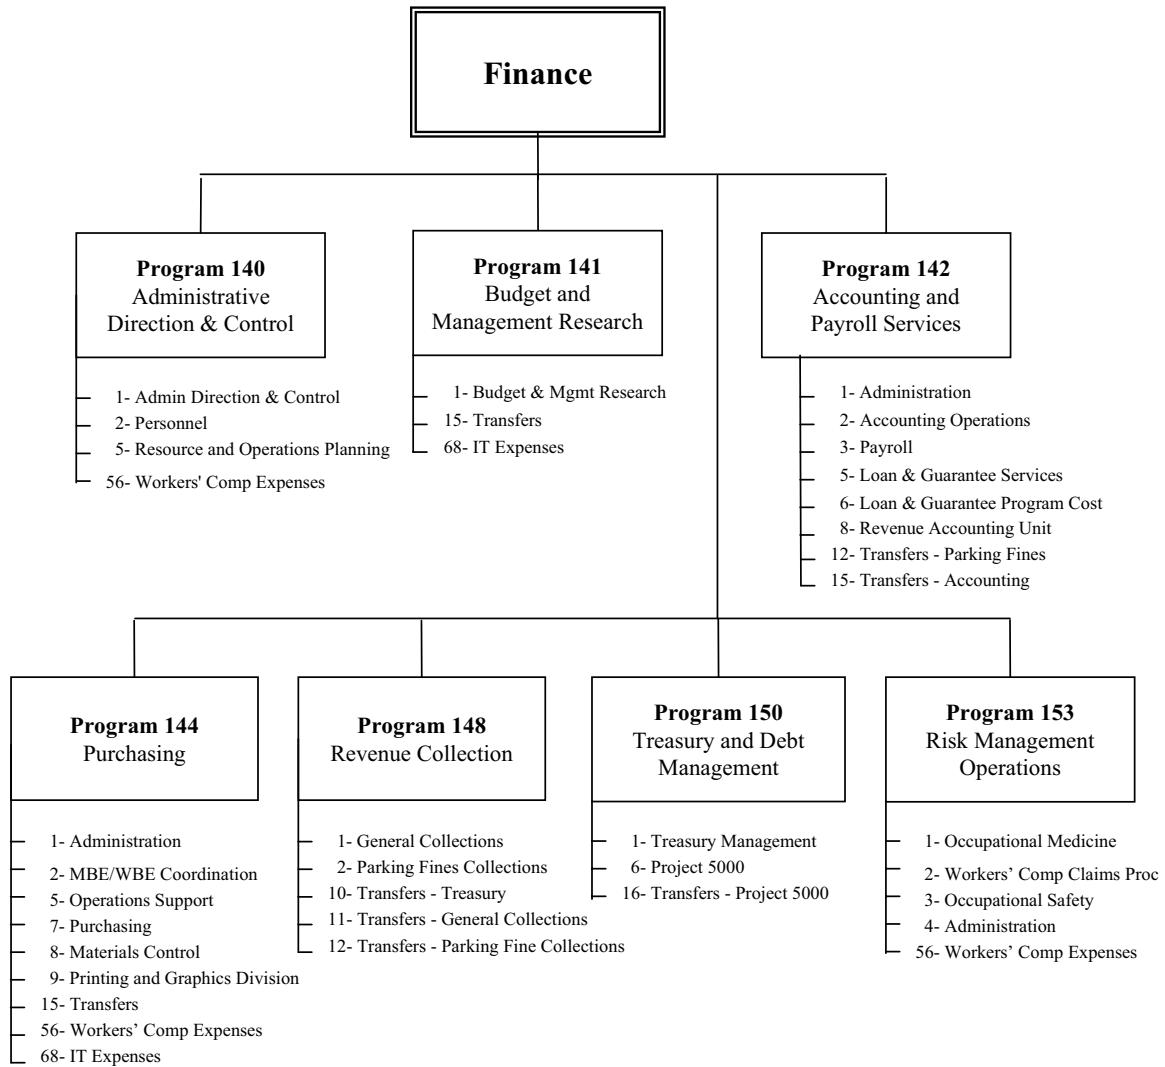 Finance
Program 140
Administrative
Direction & Control
1- Admin Direction & Control
2- Personnel
5- Resource and Operations Planning
56- Workers' Comp Expenses
Program 141
Budget and
Management Research
1- Budget & Mgmt Research
15- Transfers
68- IT Expenses
Program 142
Accounting and
Payroll Services
1- Administration
2- Accounting Operations
3- Payroll
5- Loan & Guarantee Services
6- Loan & Guarantee Program Cost
8- Revenue Accounting Unit
12- Transfers - Parking Fines
15- Transfers - Accounting
Program 144
Purchasing
1- Administration
2- MBE/WBE Coordination
5- Operations Support
7- Purchasing
8- Materials Control
9- Printing and Graphics Division
15- Transfers
56- Workers’ Comp Expenses
68- IT Expenses
Program 148
Revenue Collection
1- General Collections
2- Parking Fines Collections
10- Transfers - Treasury
11- Transfers - General Collections
12- Transfers - Parking Fine Collections
Program 150
Treasury and Debt
Management
1- Treasury Management
6- Project 5000
16- Transfers - Project 5000
Program 153
Risk Management
Operations
1- Occupational Medicine
2- Workers’ Comp Claims Proc
3- Occupational Safety
4- Administration
56- Workers’ Comp Expenses